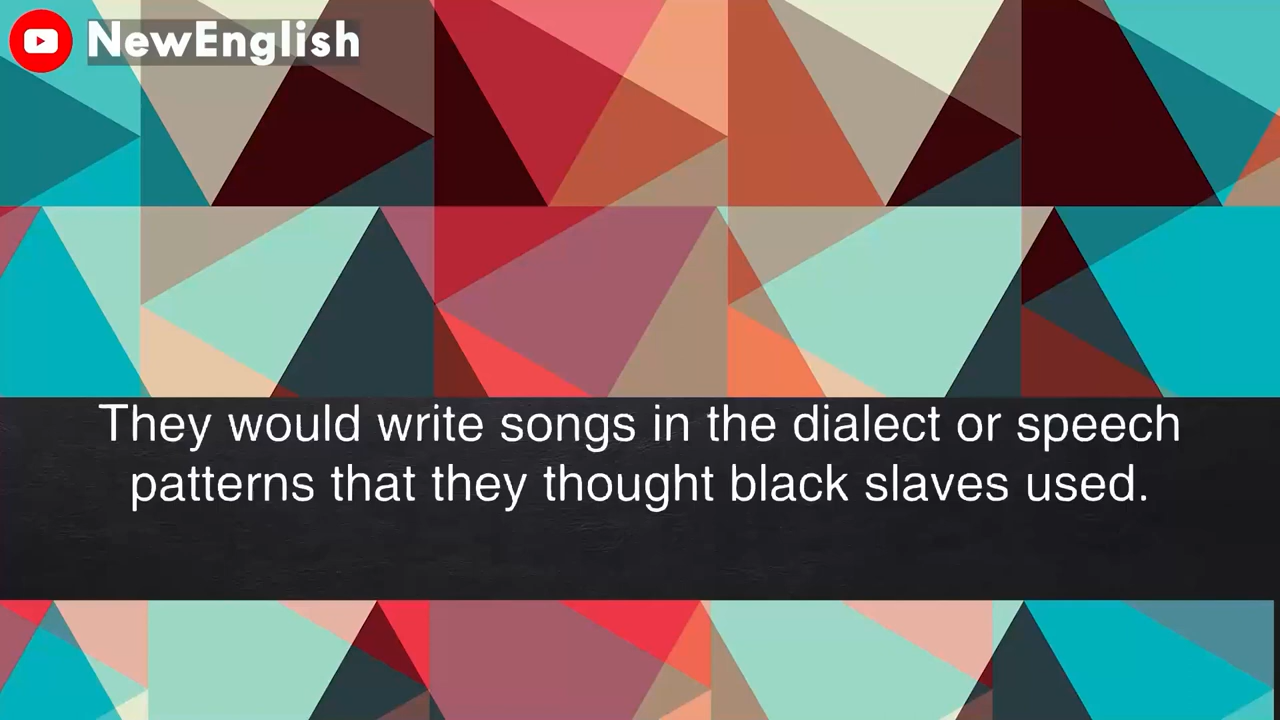 NewEnglish
They would write songs in the dialect or speech
patterns that they thought black slaves used.